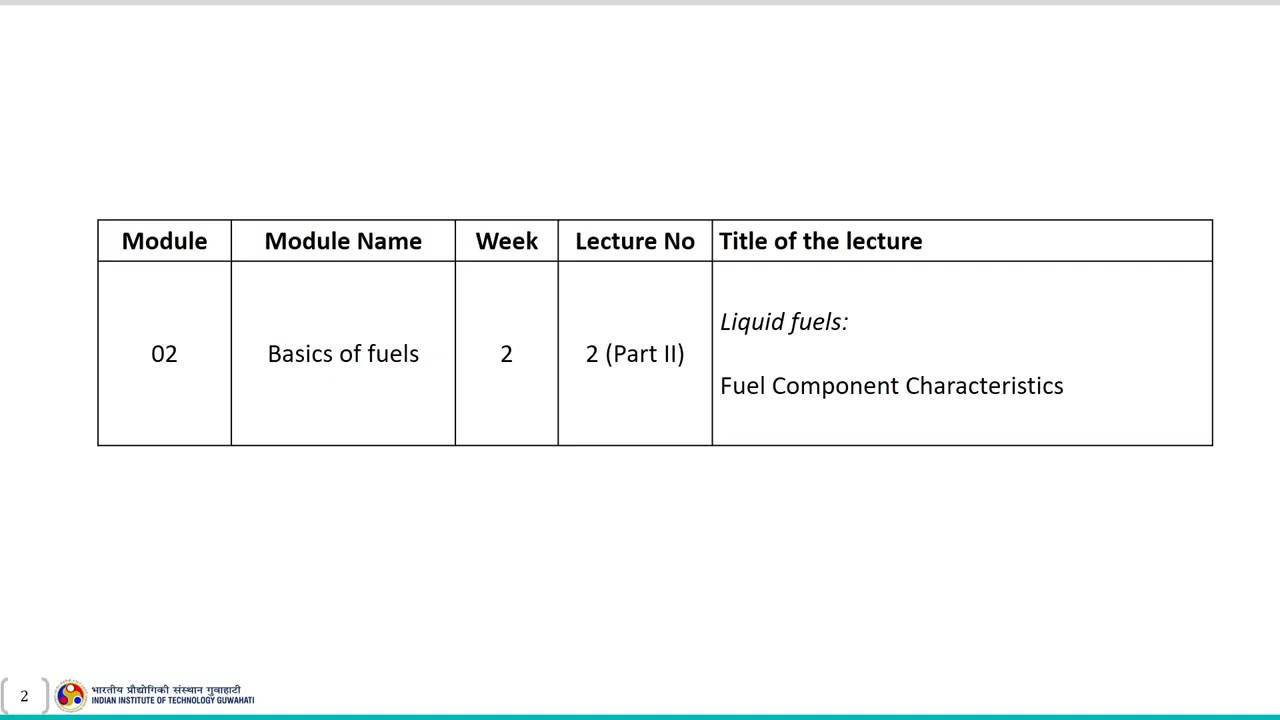 Module Module Name Week Lecture No Title of the lecture
Liquid fuels:
02 Basics of fuels 2 2 (Part II)
Fuel Component Characteristics
2
भारतीय प्रौद्योगिकी संस्थान गुवाहाटी
INDIAN INSTITUTE OF TECHNOLOGY GUWAHATI